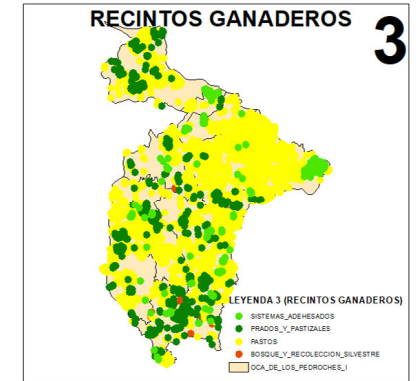 RECINTOS GANADEROS
3
LEYENDA 3 (RECINTOS GANADEROS)
SISTEMAS_ADEHESADOS
PRADOS_Y_PASTIZALES
PASTOS
BOSQUE_Y_RECOLECCION_SILVESTRE
OCA_DE_LOS_PEDROCHES_I